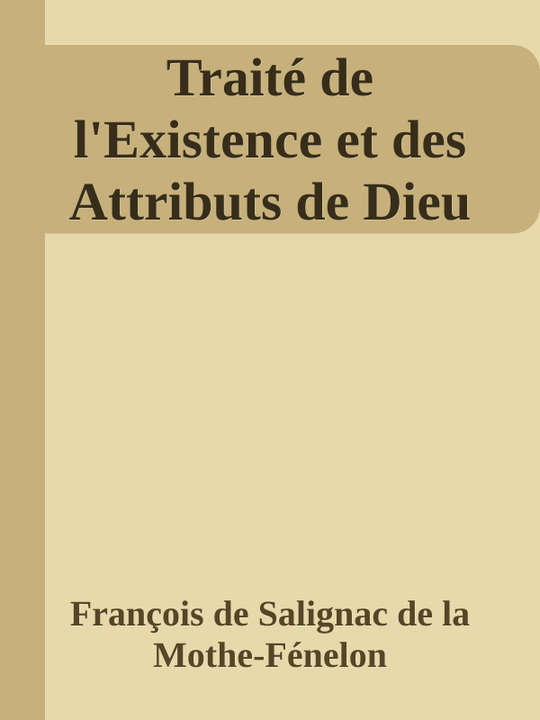 Traité de
l'Existence et des
Attributs de Dieu
François de Salignac de la
Mothe-Fénelon